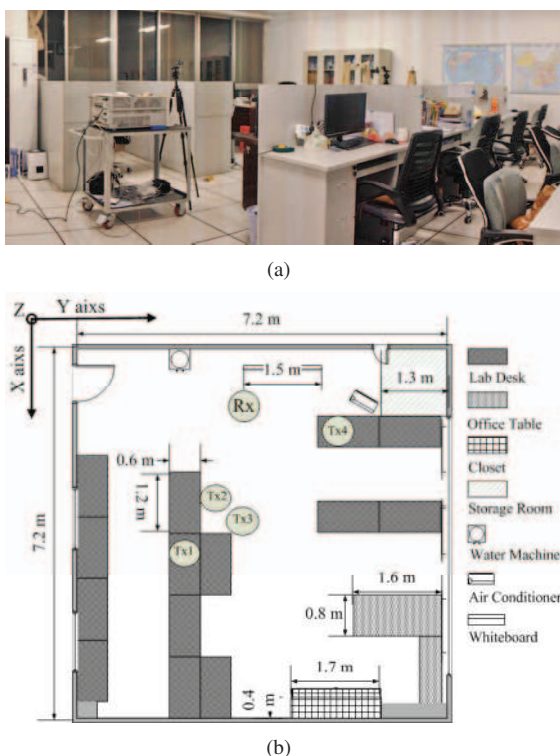 (a)
Z
Y aixs
X aixs
7.2 m
7.2 m
1.5 m
1.3 m
Rx
Tx4
0.6 m
1.2 m
Tx2
Tx3
Tx1
1.6 m
0.8 m
1.7 m
0.4
m
Lab Desk
Office Table
Closet
Storage Room
Water Machine
Air Conditioner
Whiteboard
(b)